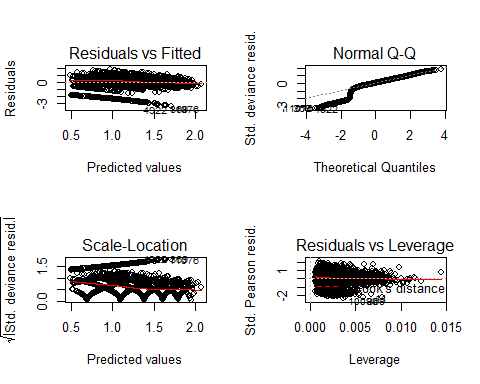 Residuals vs Fitted
Residuals
0
-3
0.5 1.0 1.5 2.0
Predicted values
Normal Q-Q
Std. deviance resid.
0
-3
-4 -2 0 2 4
Theoretical Quantiles
Scale-Location
√|Std. deviance resid.|
1.5
0.0
0.5 1.0 1.5 2.0
Predicted values
Residuals vs Leverage
Std. Pearson resid.
1
-2
Cook's distance
0.000 0.005 0.010 0.015
Leverage